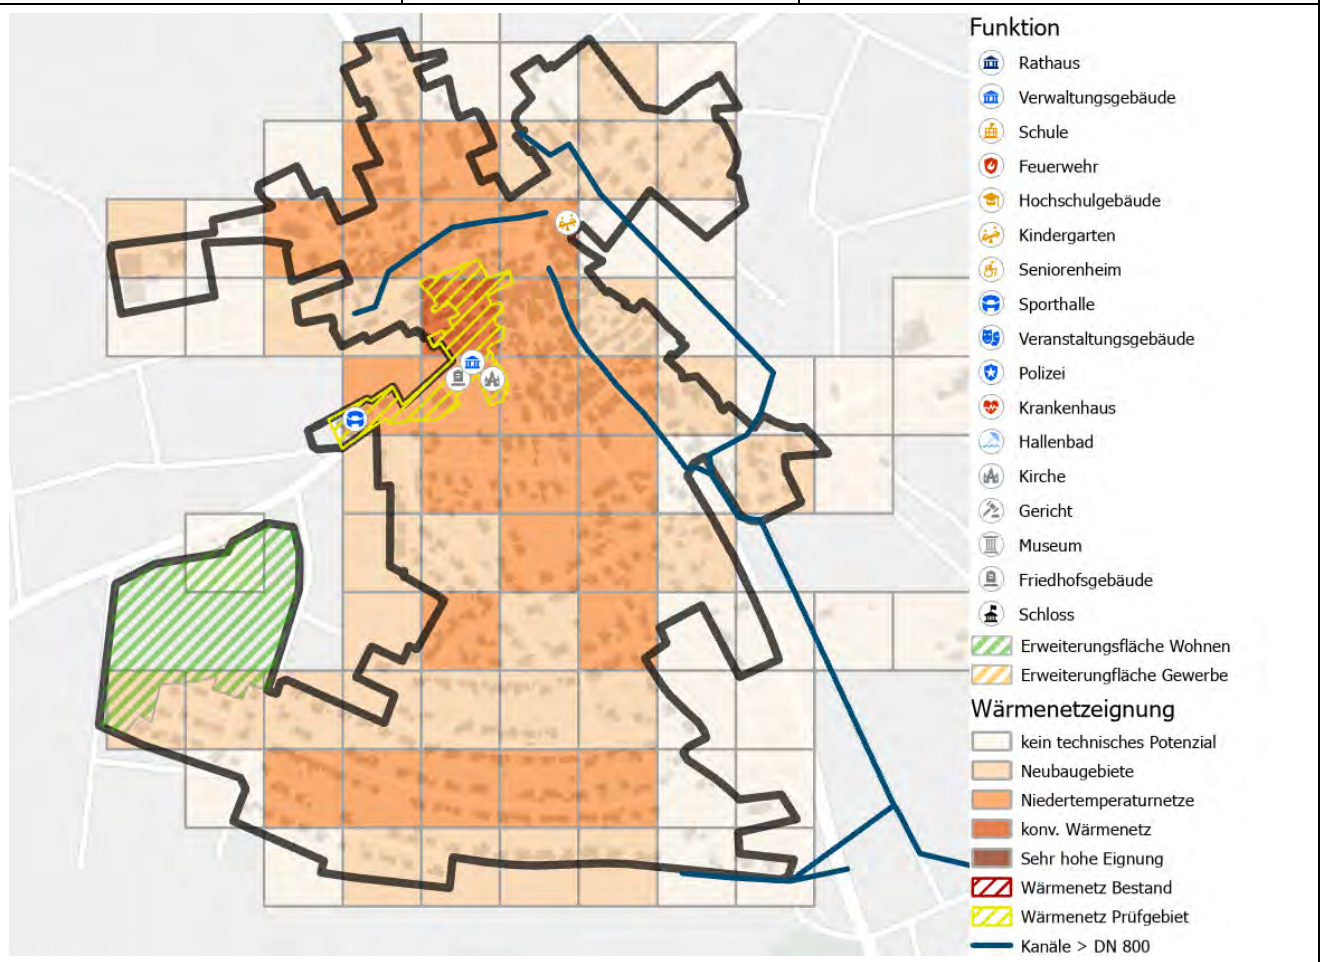 Funktion
Rathaus
Verwaltungsgebäude
Schule
Feuerwehr
Hochschulgebäude
Kindergarten
Seniorenheim
Sporthalle
Veranstaltungsgebäude
Polizei
Krankenhaus
Hallenbad
Kirche
Gericht
Museum
Friedhofsgebäude
Schloss
Erweiterungsfläche Wohnen
Erweiterungfläche Gewerbe
Wärmenetzeignung
kein technisches Potenzial
Neubaugebiete
Niedertemperaturnetze
konv. Wärmenetz
Sehr hohe Eignung
Wärmenetz Bestand
Wärmenetz Prüfgebiet
Kanäle > DN 800